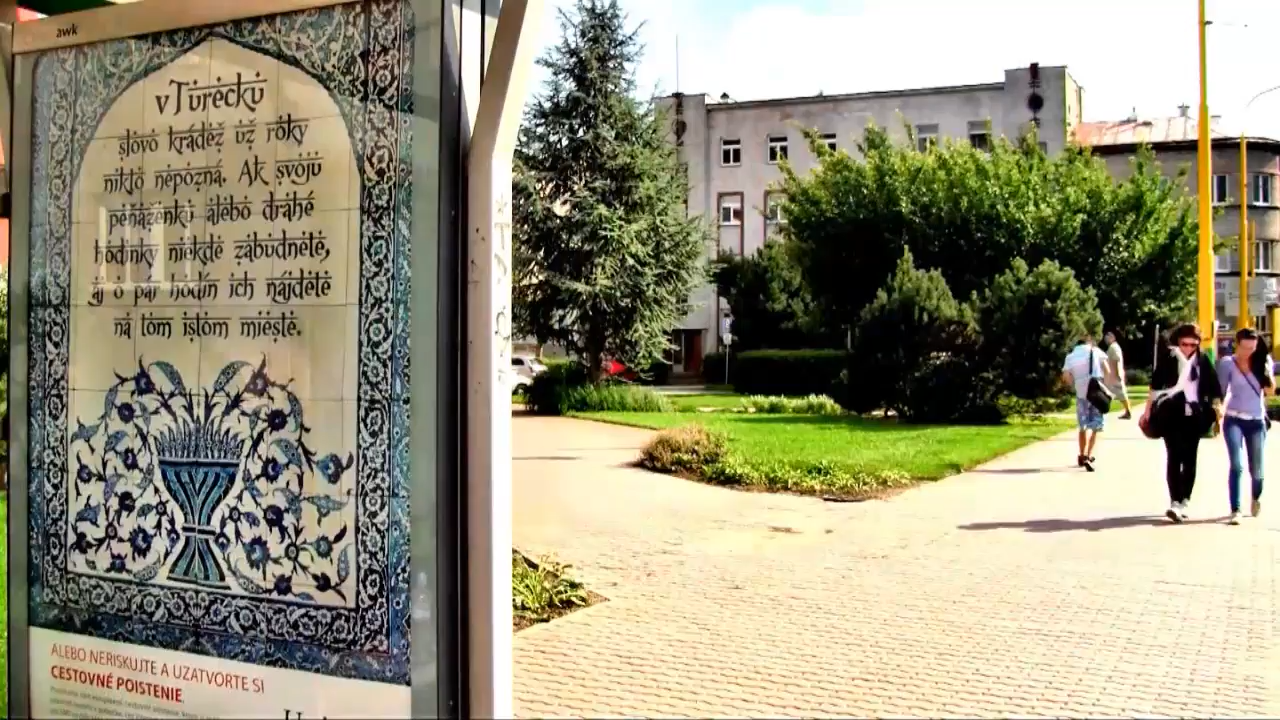 awk
v Turecku
slovo krádež už roky
nikto nepozná. Ak svoju
peňaženku alebo drahé
hodinky niekde zabudnete,
aj o pár hodín ich nájdete
na tom istom mieste.
ALEBO NERISKUJTE A UZATVORTE SI
CESTOVNÉ POISTENIE.